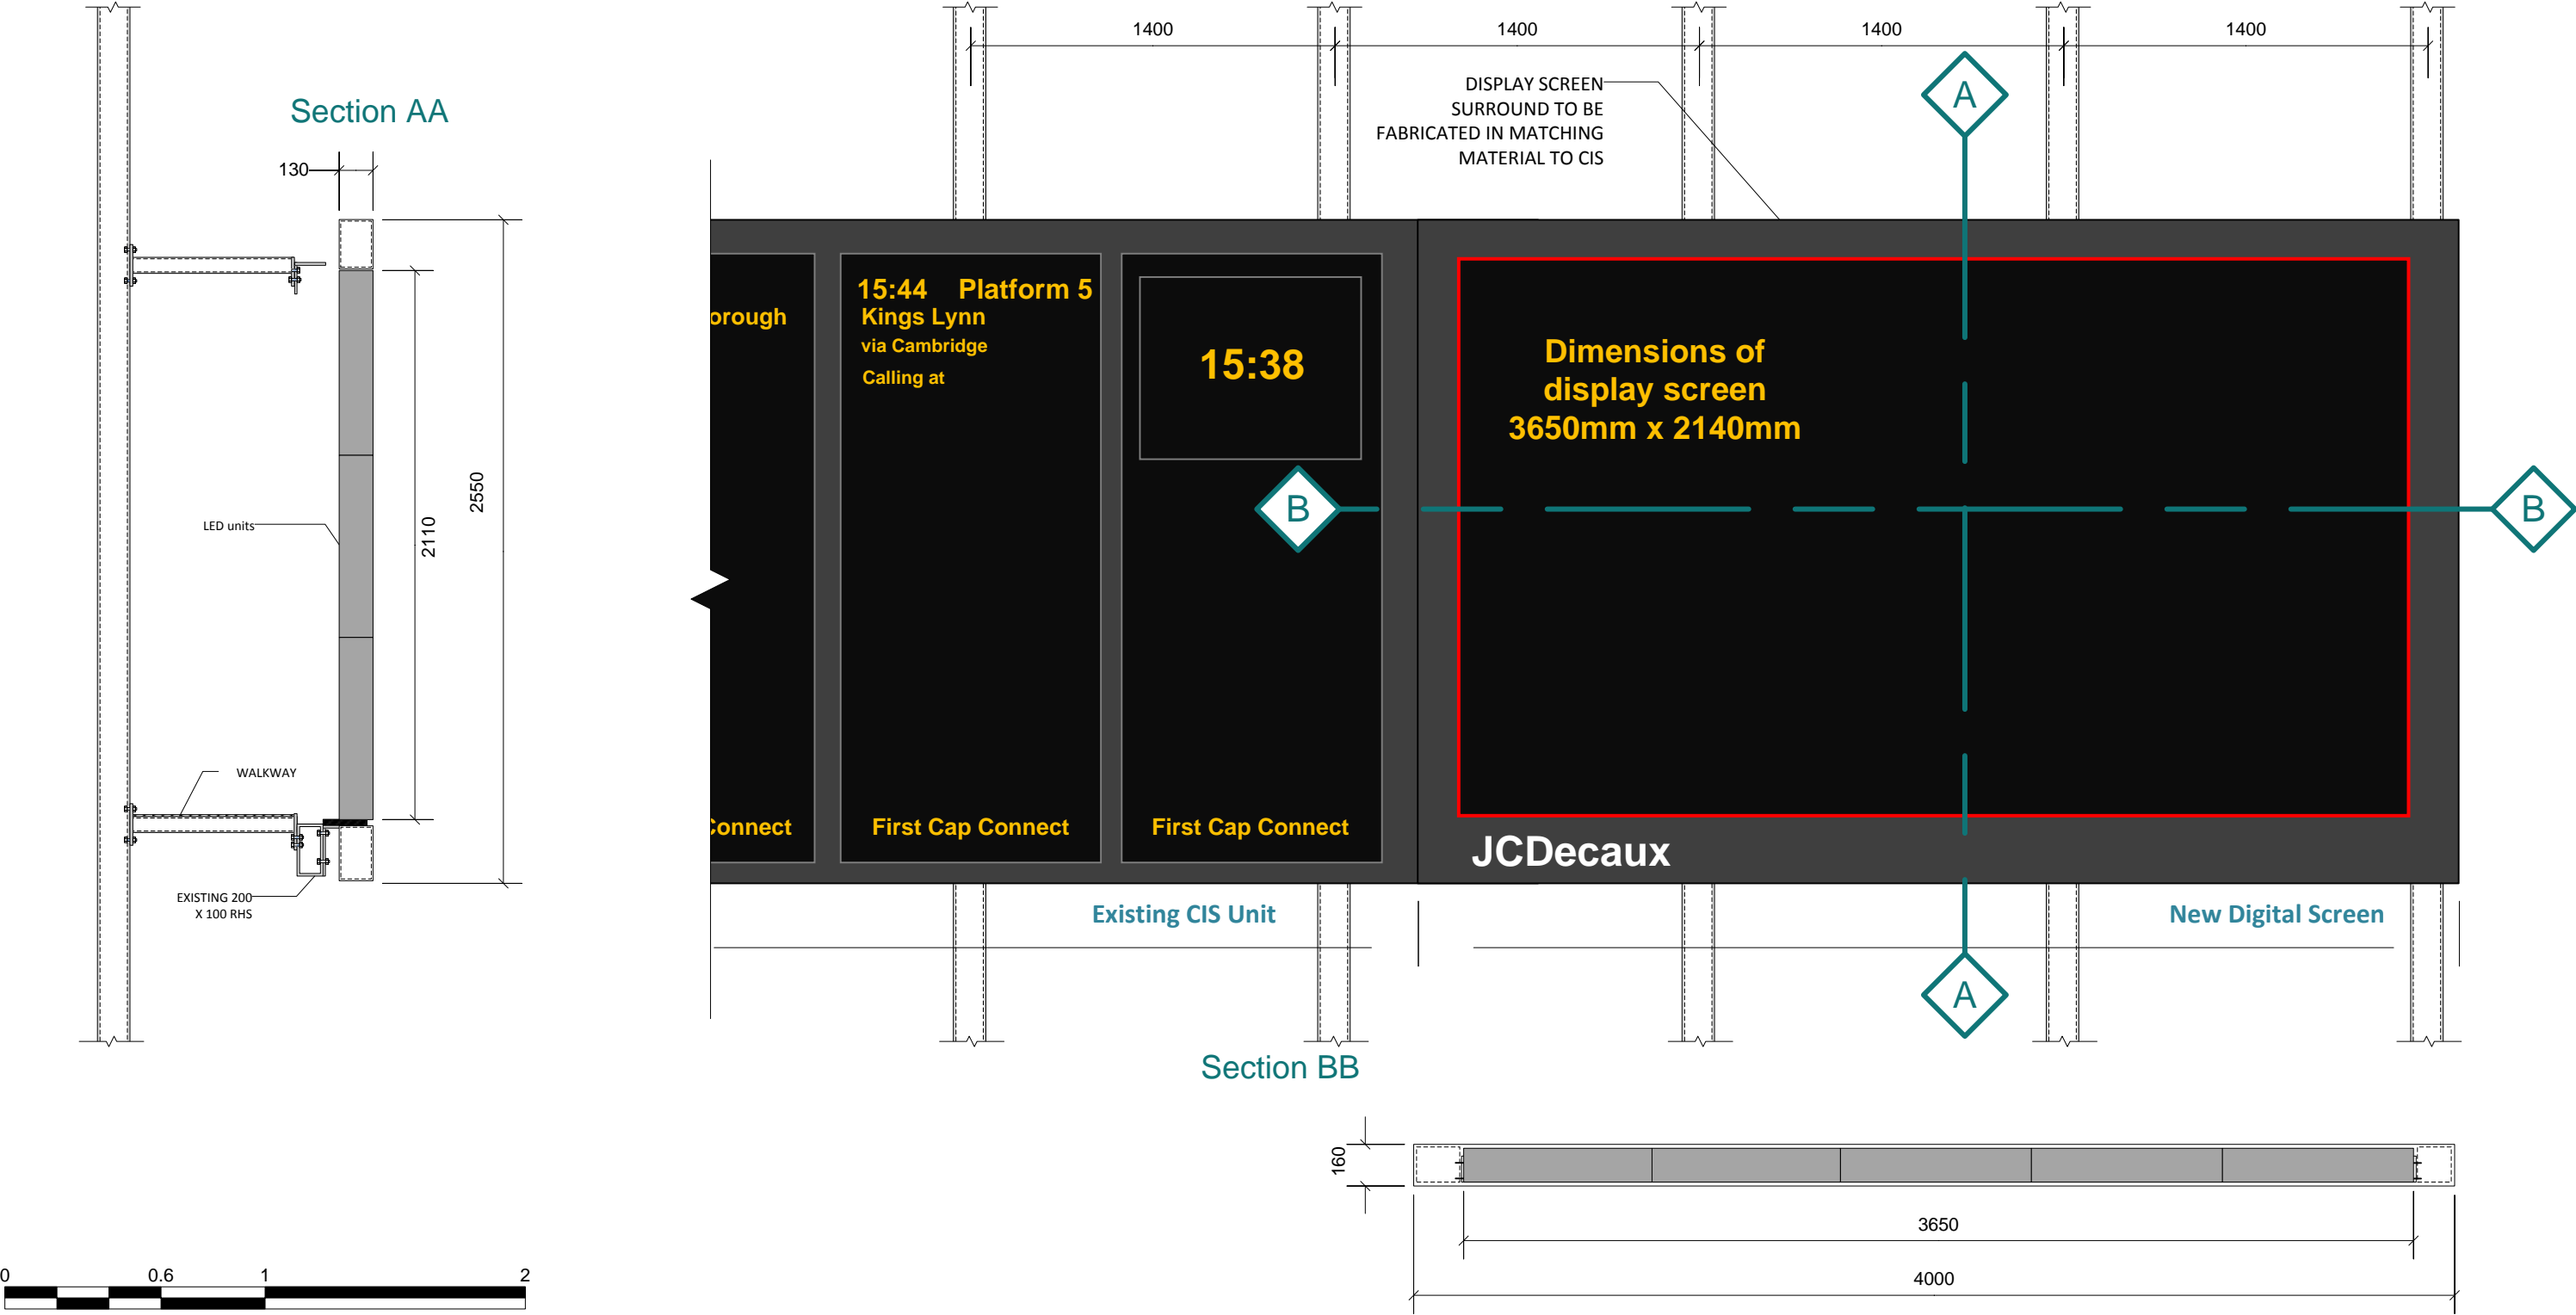 1400
1400
1400
1400
Section AA
DISPLAY SCREEN
SURROUND TO BE
FABRICATED IN MATCHING
MATERIAL TO CIS
A
130
2550
2110
LED units
WALKWAY
EXISTING 200
X 100 RHS
orough
15:44 Platform 5
Kings Lynn
via Cambridge
Calling at
15:38
Dimensions of
display screen
3650mm x 2140mm
B
B
Connect
First Cap Connect
First Cap Connect
JCDecaux
Existing CIS Unit
New Digital Screen
A
Section BB
160
3650
4000
0 0.6 1 2